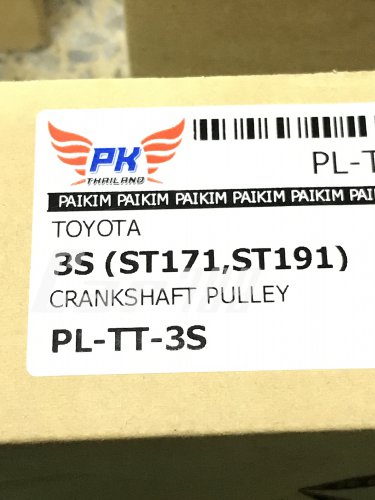 PK
THAILAND
PL-T
PAIKIM PAIKIM PAIKIM PAIKIM PAIKIM PAI
TOYOTA
3S (ST171,ST191)
CRANKSHAFT PULLEY
PL-TT-3S